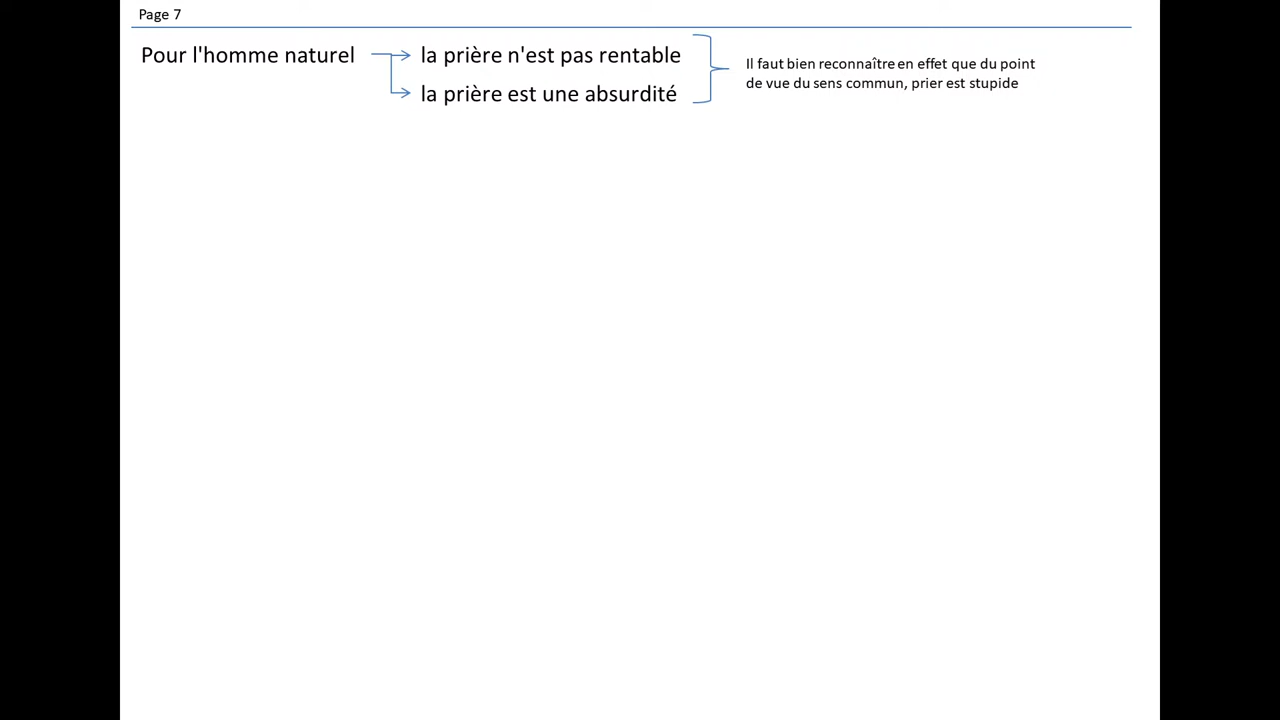 Page 7
Pour l'homme naturel
la prière n'est pas rentable
la prière est une absurdité
Il faut bien reconnaître en effet que du point
de vue du sens commun, prier est stupide